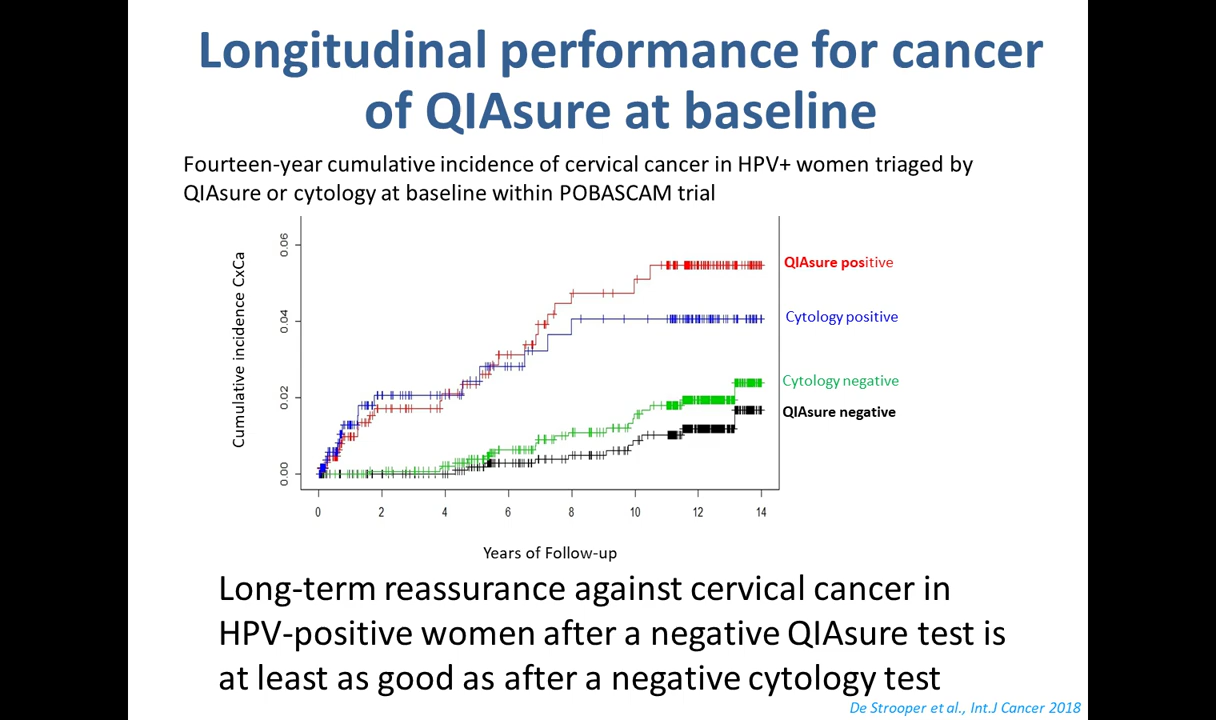 Longitudinal performance for cancer
of QIAsure at baseline
Fourteen-year cumulative incidence of cervical cancer in HPV+ women triaged by
QIAsure or cytology at baseline within POBASCAM trial
Cumulative incidence CxCa
0.06
0.04
0.02
0.00
QIAsure positive
Cytology positive
Cytology negative
QIAsure negative
0 2 4 6 8 10 12 14
Years of Follow-up
Long-term reassurance against cervical cancer in
HPV-positive women after a negative QIAsure test is
at least as good as after a negative cytology test
De Strooper et al., Int.J Cancer 2018